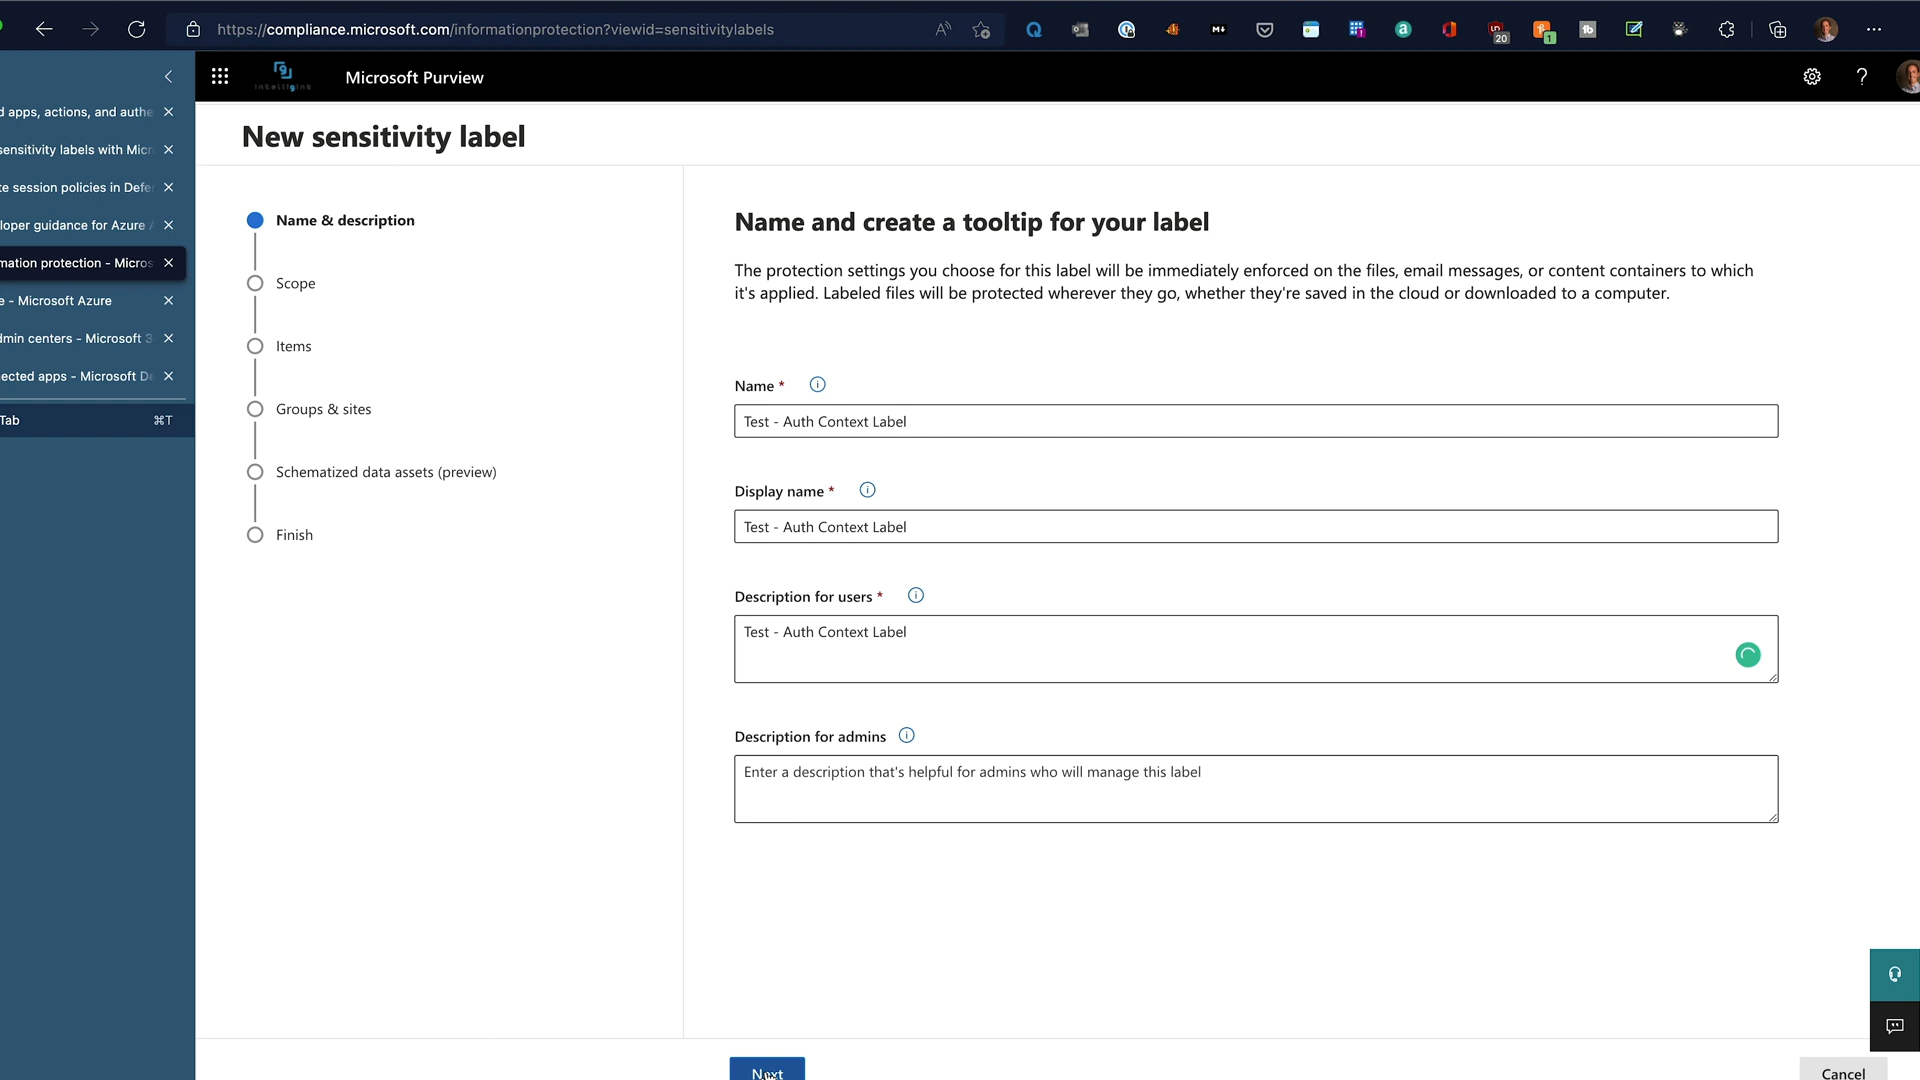 https://compliance.microsoft.com/informationprotection?viewid=sensitivitylabels
20
1
1
Microsoft Purview
intelligink
d apps, actions, and authe
sensitivity labels with Micr
te session policies in Defe
loper guidance for Azure A
mation protection - Micros
e - Microsoft Azure
dmin centers - Microsoft 3
ected apps - Microsoft De
Tab ⌘T
New sensitivity label
Name & description
Scope
Items
Groups & sites
Schematized data assets (preview)
Finish
Name and create a tooltip for your label
The protection settings you choose for this label will be immediately enforced on the files, email messages, or content containers to which
it's applied. Labeled files will be protected wherever they go, whether they're saved in the cloud or downloaded to a computer.
Name *
Test - Auth Context Label
Display name *
Test - Auth Context Label
Description for users *
Test - Auth Context Label
Description for admins
Enter a description that's helpful for admins who will manage this label
Next
Cancel